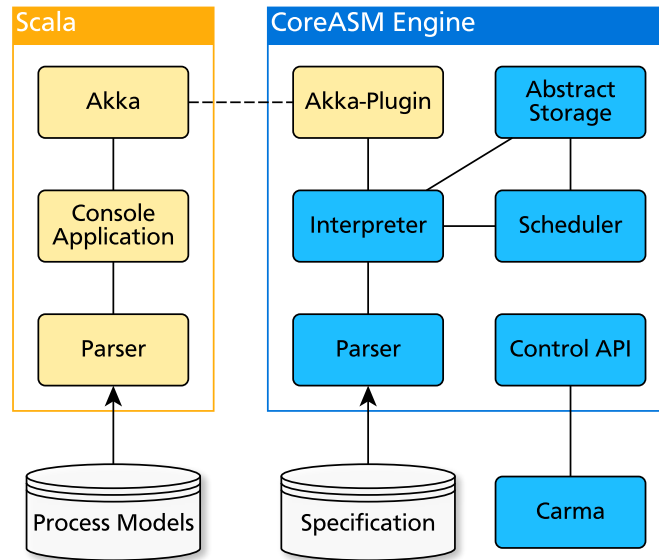 Scala
CoreASM Engine
Akka
Akka-Plugin
Abstract
Storage
Console
Application
Interpreter
Scheduler
Parser
Parser
Control API
Process Models
Specification
Carma